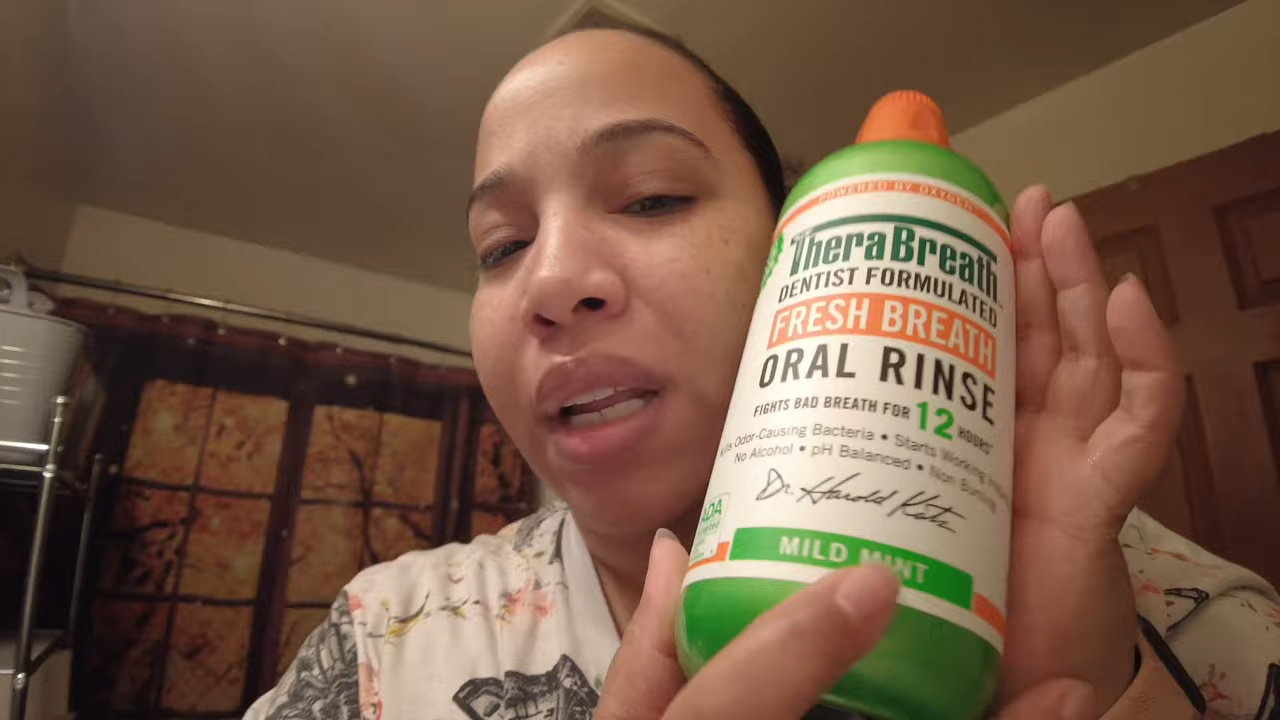 POWERED BY OXYGEN
TheraBreath
DENTIST FORMULATED
FRESH BREATH
ORAL RINSE
FIGHTS BAD BREATH FOR 12 HOURS*
Odor-Causing Bacteria • Starts Working
No Alcohol • pH Balanced • Non Burning
Dr. Harold Katz
ADA
MILD MINT